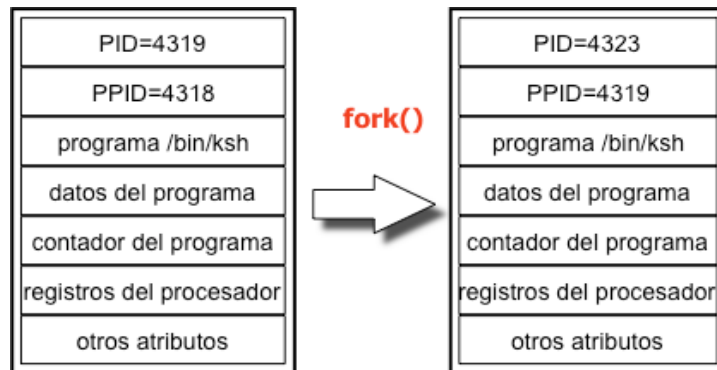 PID=4319
PPID=4318
programa /bin/ksh
datos del programa
contador del programa
registros del procesador
otros atributos
fork()
PID=4323
PPID=4319
programa /bin/ksh
datos del programa
contador del programa
registros del procesador
otros atributos